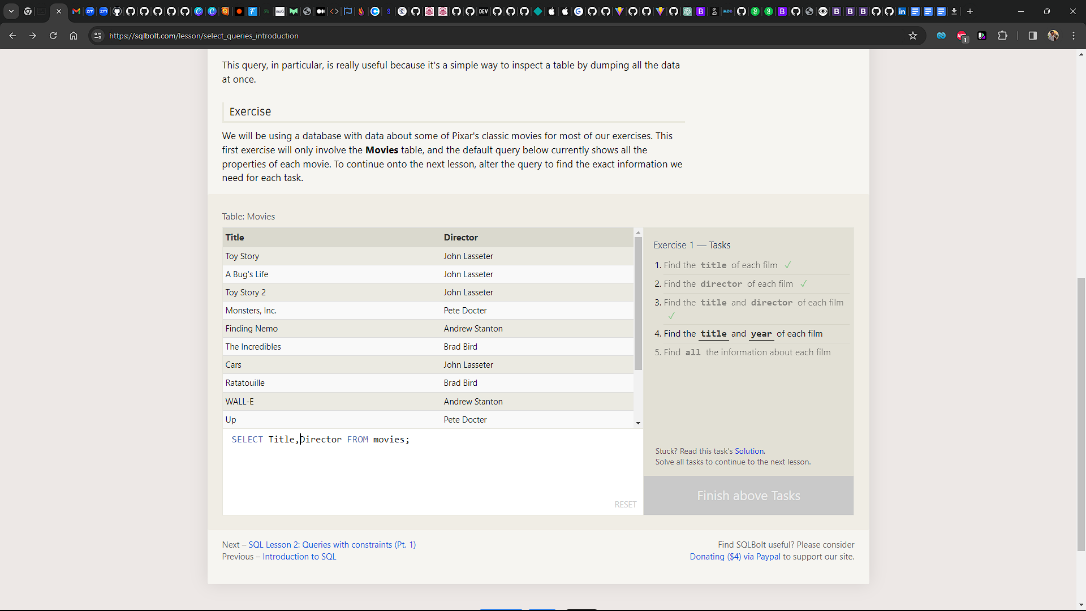 https://sqlbolt.com/lesson/select_queries_introduction
This query, in particular, is really useful because it's a simple way to inspect a table by dumping all the data
at once.
Exercise
We will be using a database with data about some of Pixar's classic movies for most of our exercises. This
first exercise will only involve the Movies table, and the default query below currently shows all the
properties of each movie. To continue onto the next lesson, alter the query to find the exact information we
need for each task.
Table: Movies
Title Director
Toy Story John Lasseter
A Bug's Life John Lasseter
Toy Story 2 John Lasseter
Monsters, Inc. Pete Docter
Finding Nemo Andrew Stanton
The Incredibles Brad Bird
Cars John Lasseter
Ratatouille Brad Bird
WALL-E Andrew Stanton
Up Pete Docter
SELECT Title,Director FROM movies;
RESET
Exercise 1 — Tasks
1. Find the title of each film ✓
2. Find the director of each film ✓
3. Find the title and director of each film
✓
4. Find the title and year of each film
5. Find all the information about each film
Stuck? Read this task's Solution.
Solve all tasks to continue to the next lesson.
Finish above Tasks
Next – SQL Lesson 2: Queries with constraints (Pt. 1)
Previous – Introduction to SQL
Find SQLBolt useful? Please consider
Donating ($4) via Paypal to support our site.